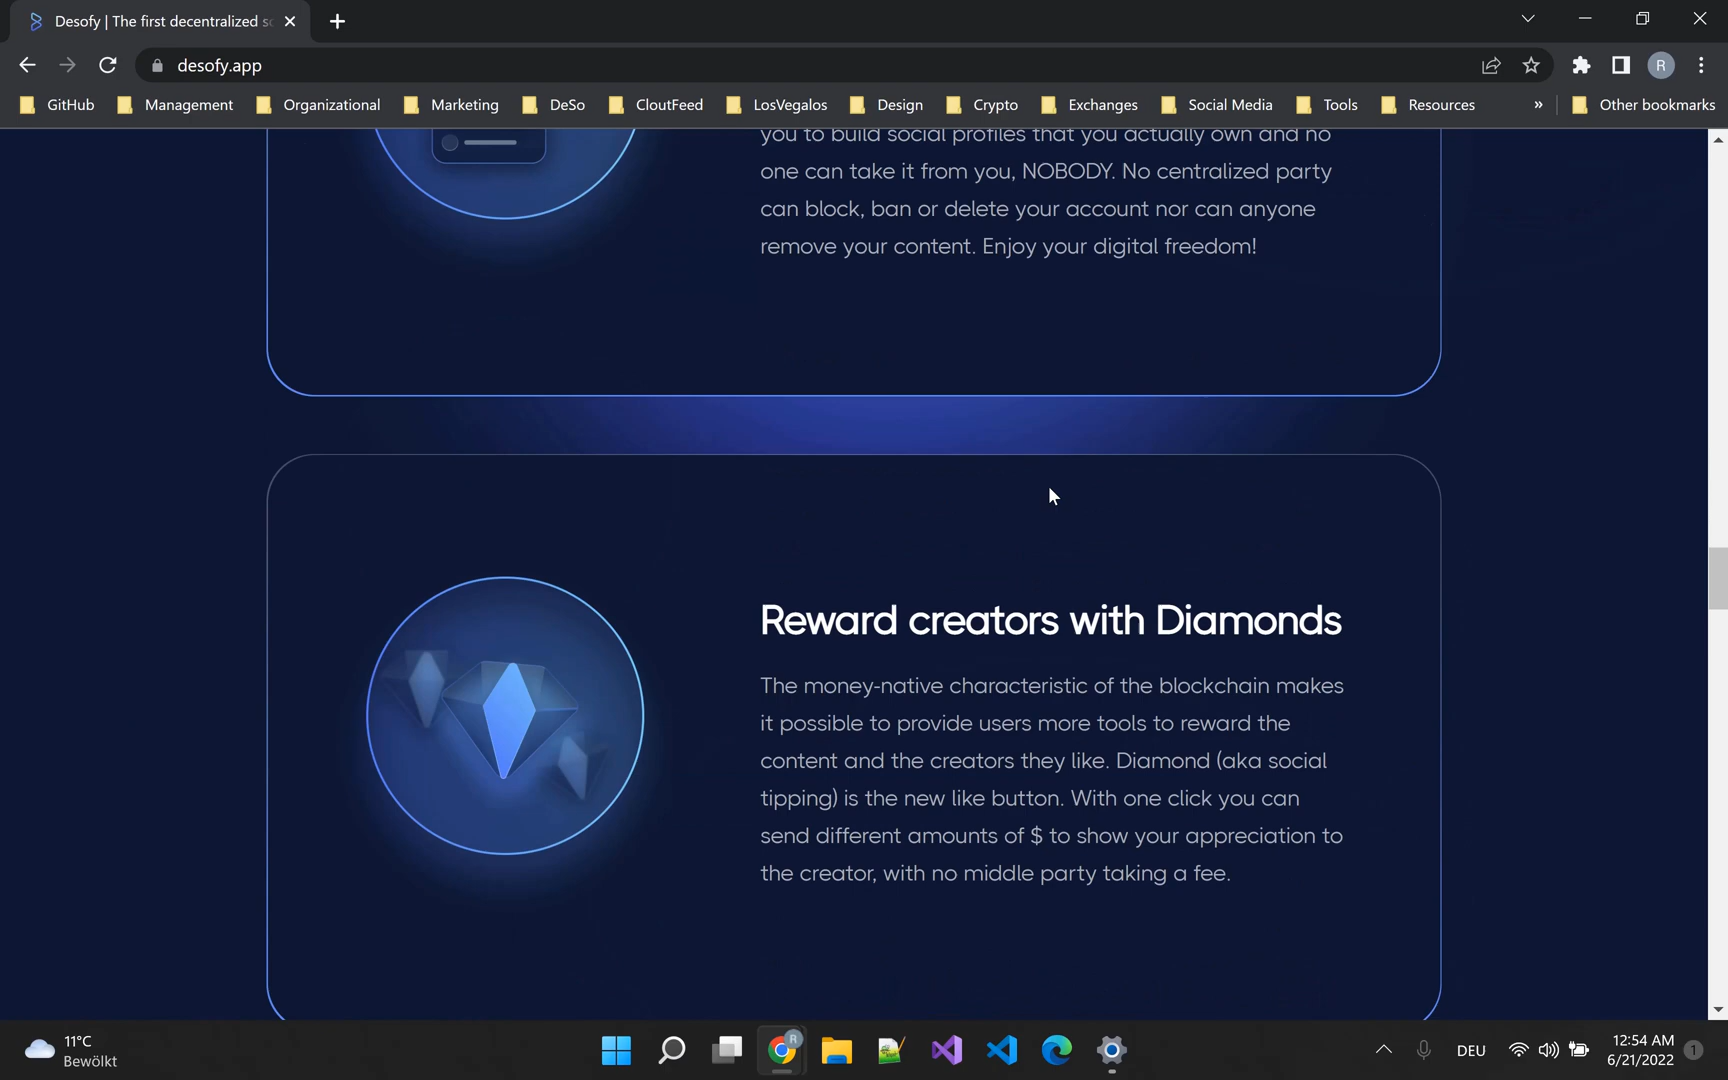 Desofy | The first decentralized so
desofy.app
R
GitHub
Management
Organizational
Marketing
DeSo
CloutFeed
LosVegalos
Design
Crypto
Exchanges
Social Media
Tools
Resources
»
Other bookmarks
you to build social profiles that you actually own and no
one can take it from you, NOBODY. No centralized party
can block, ban or delete your account nor can anyone
remove your content. Enjoy your digital freedom!
Reward creators with Diamonds
The money-native characteristic of the blockchain makes
it possible to provide users more tools to reward the
content and the creators they like. Diamond (aka social
tipping) is the new like button. With one click you can
send different amounts of $ to show your appreciation to
the creator, with no middle party taking a fee.
11°C
Bewölkt
R
DEU
12:54 AM
6/21/2022
1